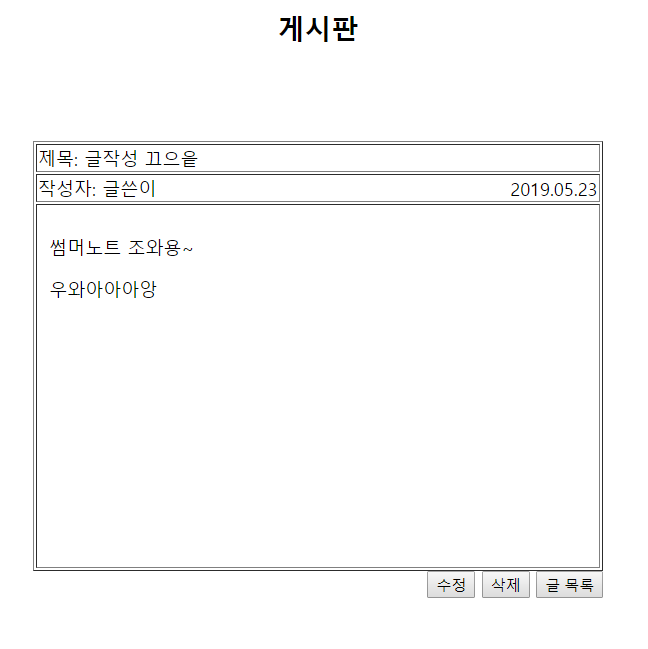 게시판
제목: 글작성 끄으읕
작성자: 글쓴이 2019.05.23
썸머노트 조와용~
우와아아아앙
수정 삭제 글 목록